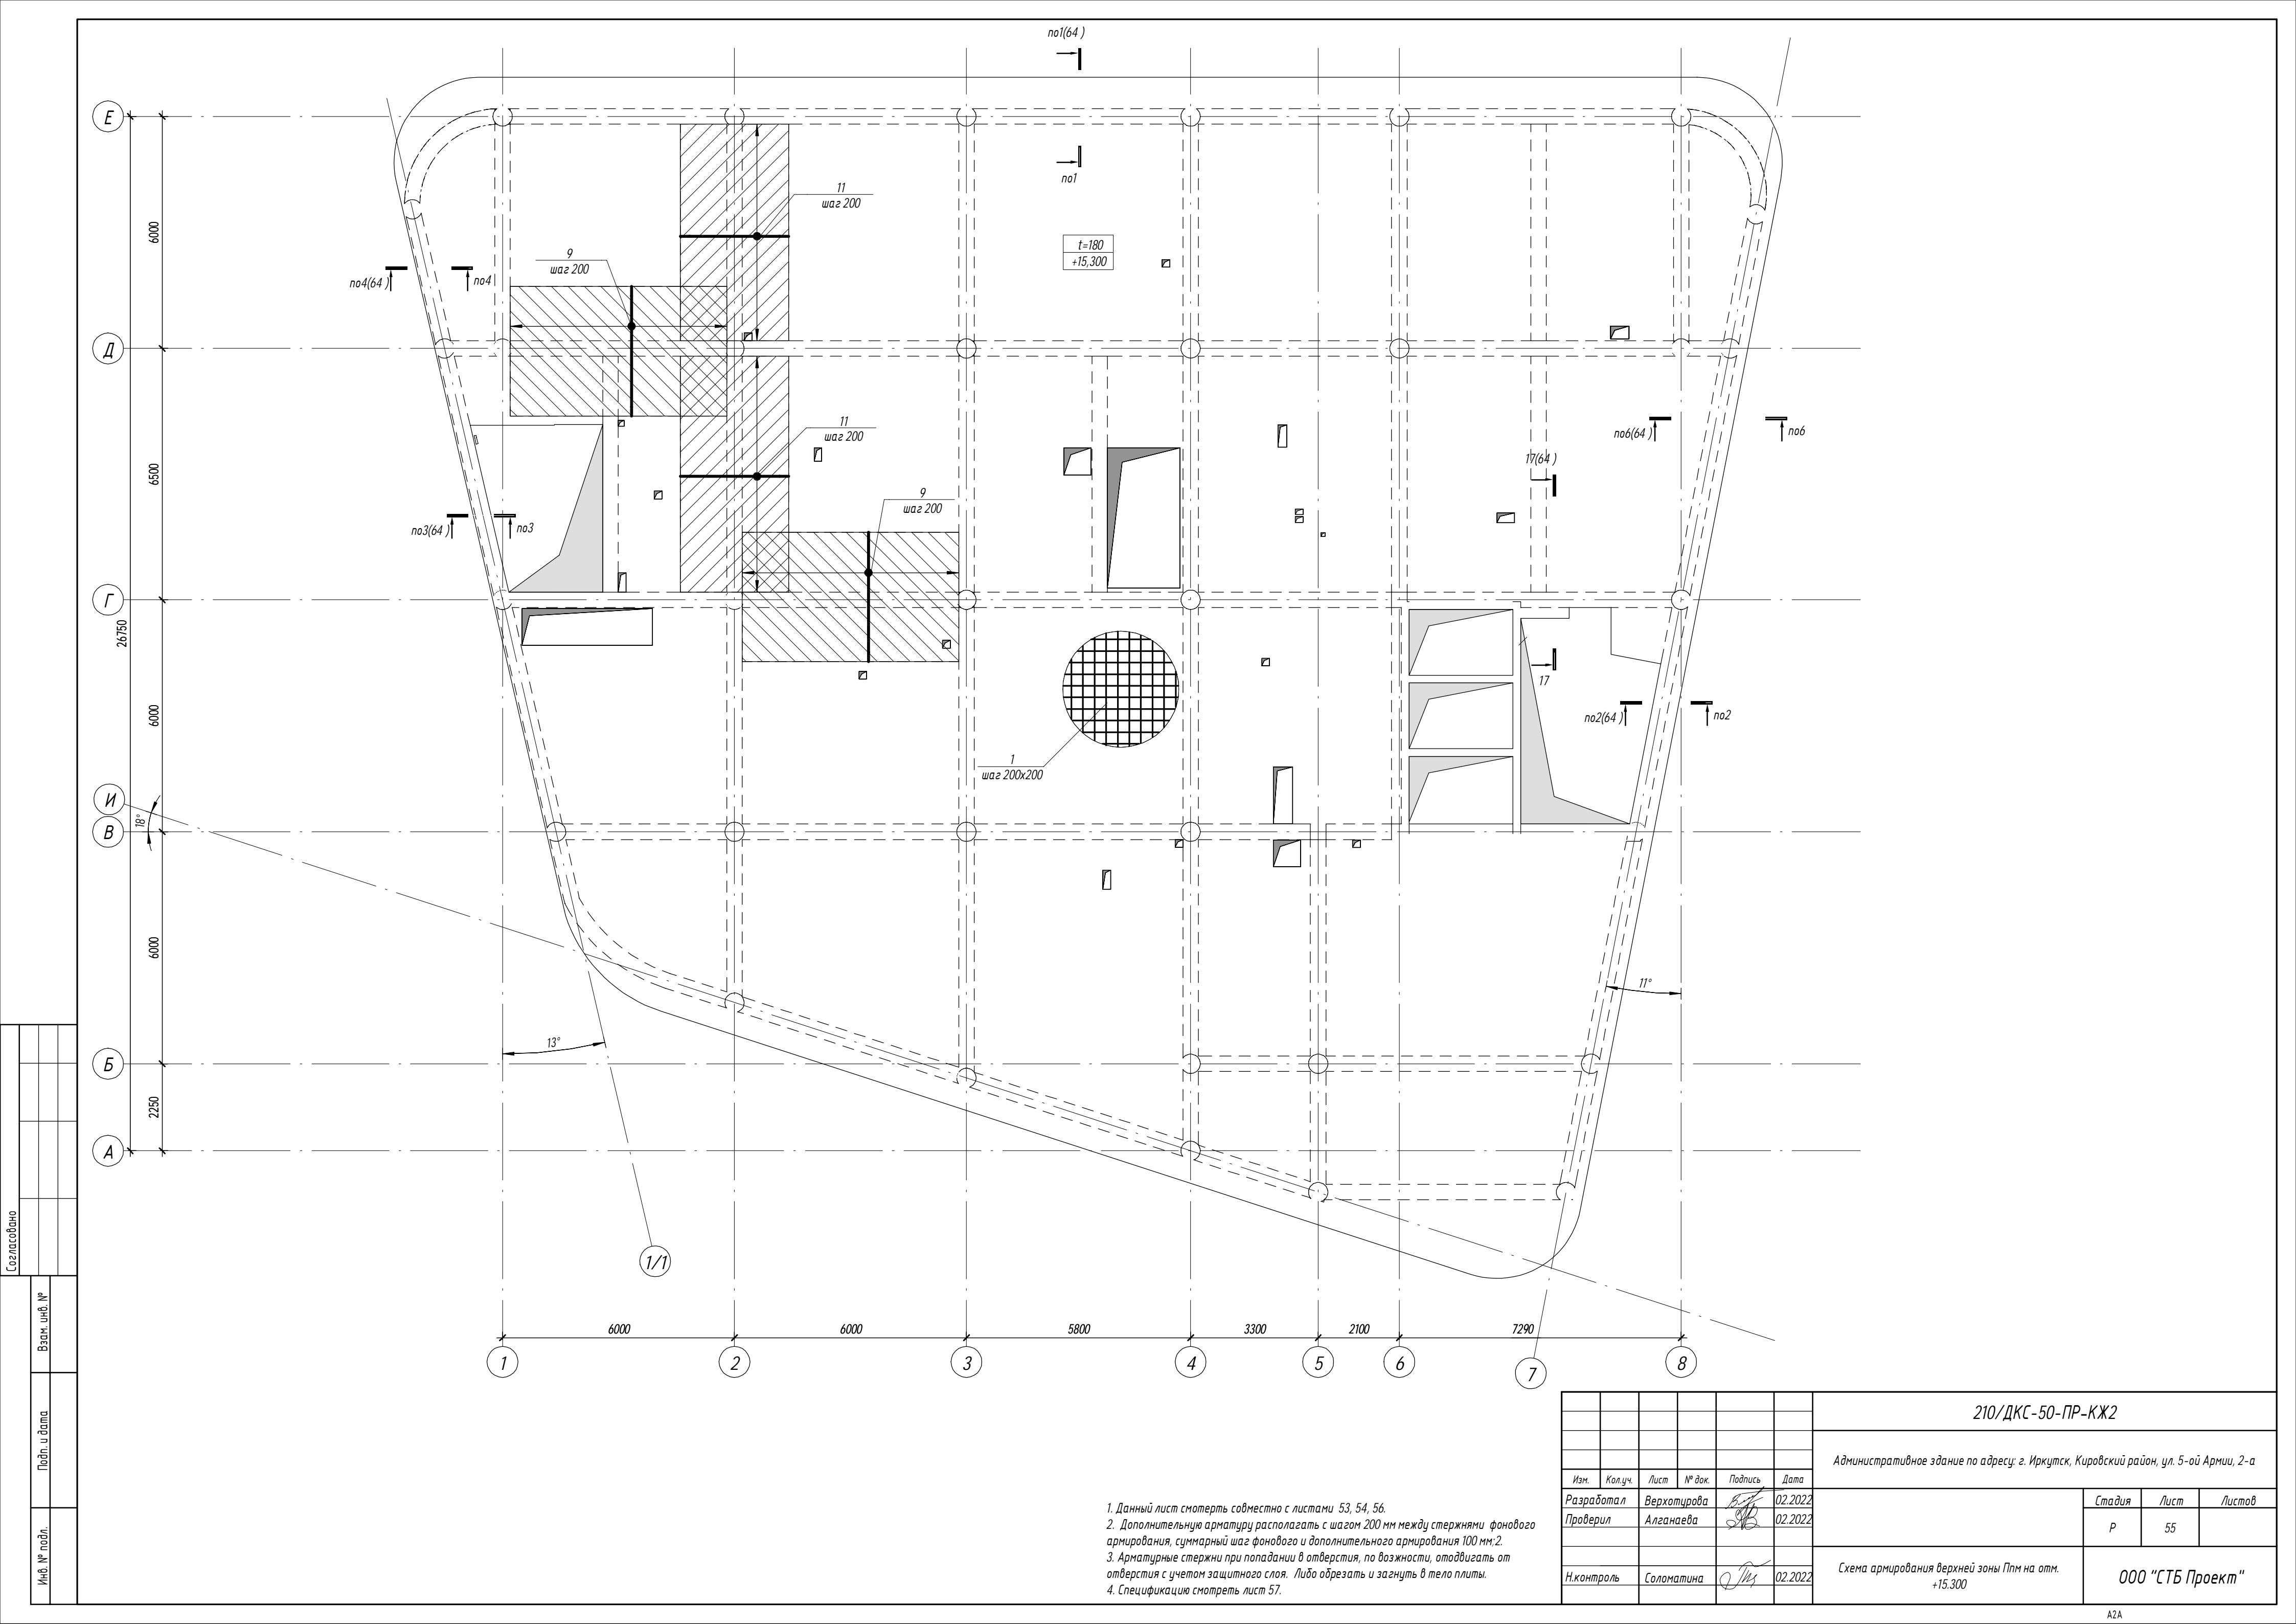 по1(64 )
по1
11
шаг 200
9
шаг 200
t=180
+15,300
по4(64 )
по4
11
шаг 200
9
шаг 200
по3(64 )
по3
по6(64 )
по6
17(64 )
17
по2(64 )
по2
1
шаг 200х200
Е
Д
Г
И
В
Б
А
6000
6500
6000
6000
2250
26750
18°
13°
11°
1/1
6000
6000
5800
3300
2100
7290
1
2
3
4
5
6
7
8
Согласовано
Взам. инв. №
Подп. и дата
Инв. № подл.
1. Данный лист смотерть совместно с листами 53, 54, 56.
2. Дополнительную арматуру располагать с шагом 200 мм между стержнями фонового
армирования, суммарный шаг фонового и дополнительного армирования 100 мм;2.
3. Арматурные стержни при попадании в отверстия, по возжности, отодвигать от
отверстия с учетом защитного слоя. Либо обрезать и загнуть в тело плиты.
4. Спецификацию смотреть лист 57.
210/ДКС-50-ПР-КЖ2
Административное здание по адресу: г. Иркутск, Кировский район, ул. 5-ой Армии, 2-а
Изм. Кол.уч. Лист № док. Подпись Дата
Разработал Верхотурова 02.2022
Проверил Алганаева 02.2022
Н.контроль Соломатина 02.2022
Стадия Лист Листов
Р 55
Схема армирования верхней зоны Ппм на отм.
+15.300
ООО "СТБ Проект"
А2А